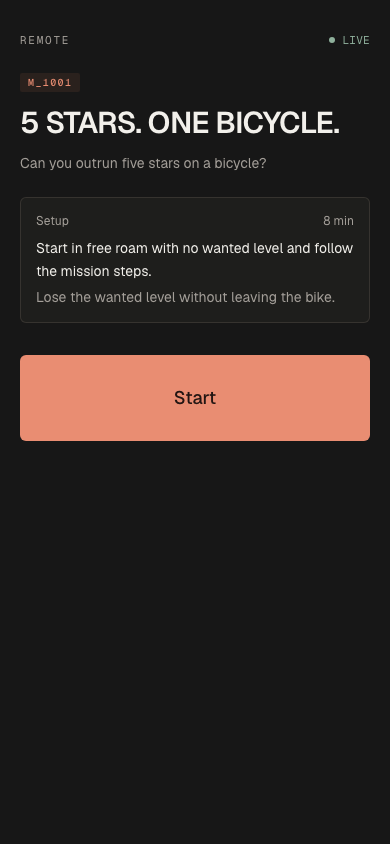 REMOTE
LIVE
M_1001
5 STARS. ONE BICYCLE.
Can you outrun five stars on a bicycle?
Setup
8 min
Start in free roam with no wanted level and follow
the mission steps.
Lose the wanted level without leaving the bike.
Start